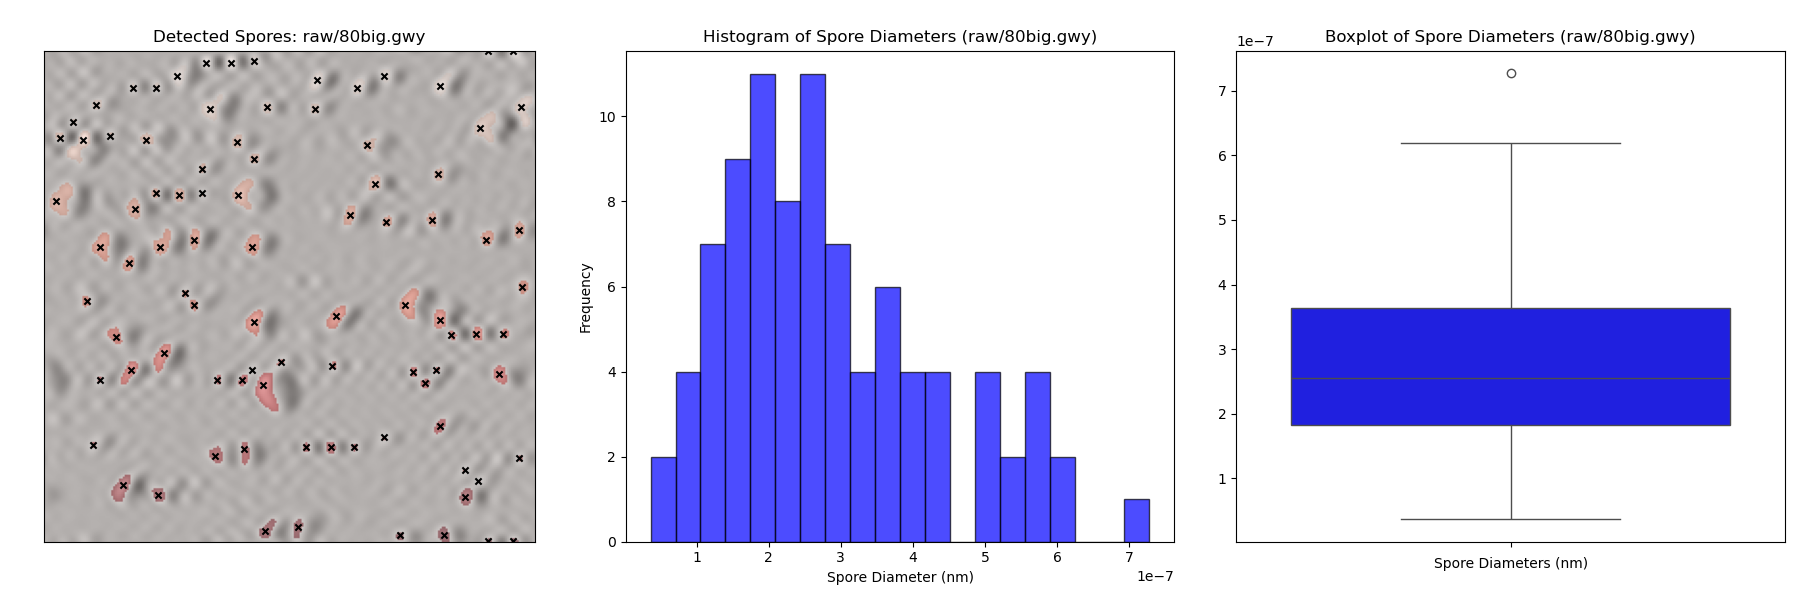 Detected Spores: raw/80big.gwy
Histogram of Spore Diameters (raw/80big.gwy)
Frequency
10
8
6
4
2
0
1 2 3 4 5 6 7
1e−7
Spore Diameter (nm)
Boxplot of Spore Diameters (raw/80big.gwy)
1e−7
7
6
5
4
3
2
1
Spore Diameters (nm)